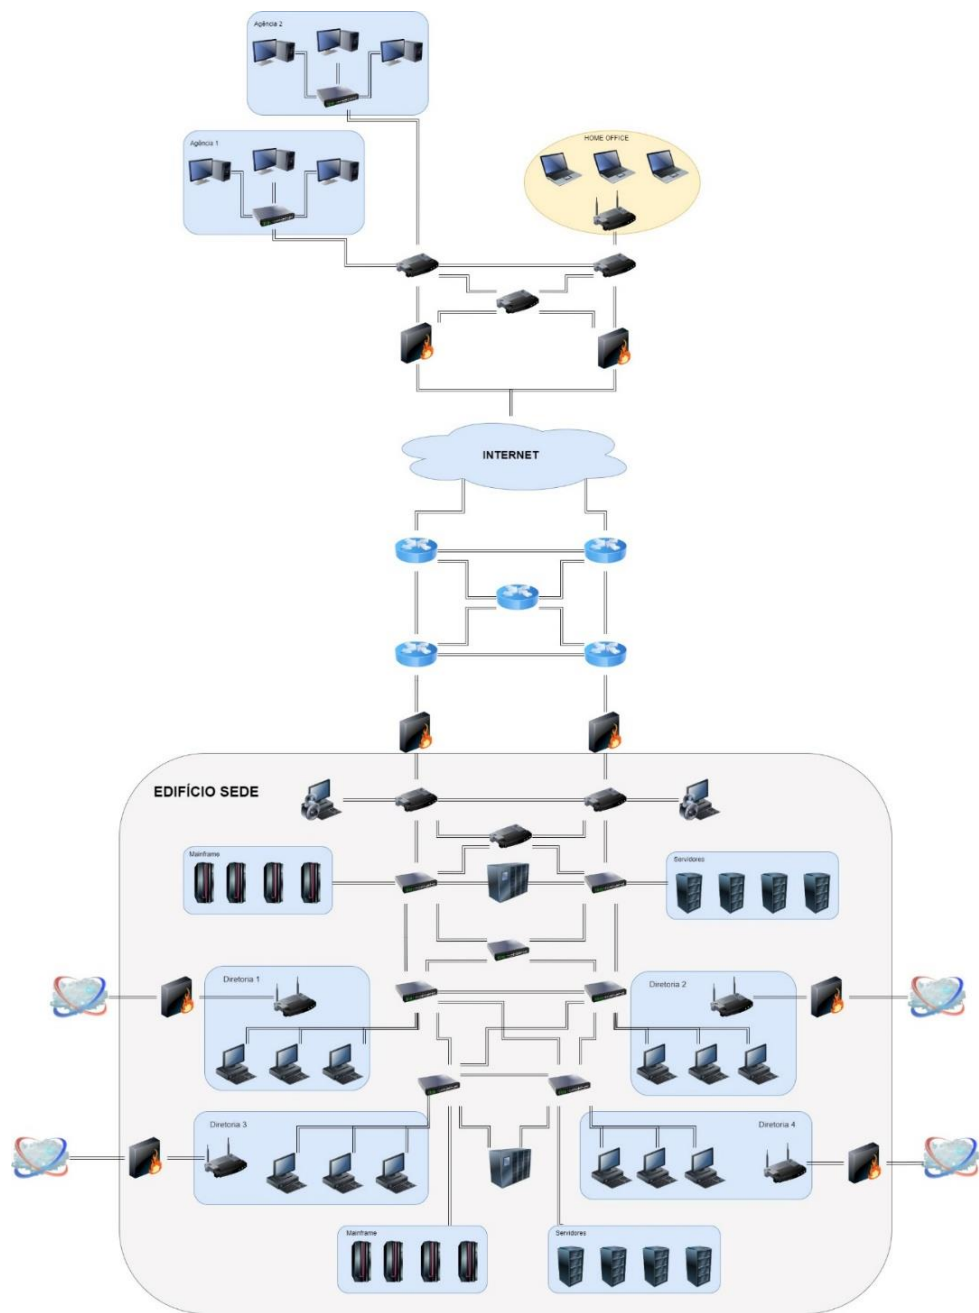 Agência 2
Agência 1
HOME OFFICE
INTERNET
EDIFÍCIO SEDE
Mainframe
Servidores
Diretoria 1
Diretoria 2
Diretoria 3
Diretoria 4
Mainframe
Servidores